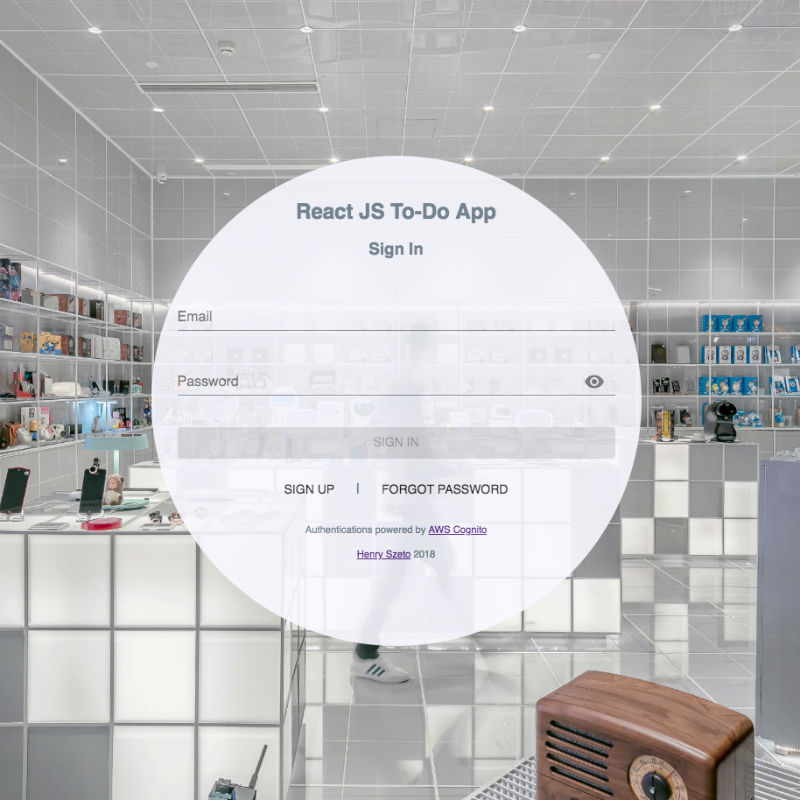 React JS To-Do App
Sign In
Email
Password
SIGN IN
SIGN UP | FORGOT PASSWORD
Authentications powered by AWS Cognito
Henry Szeto 2018